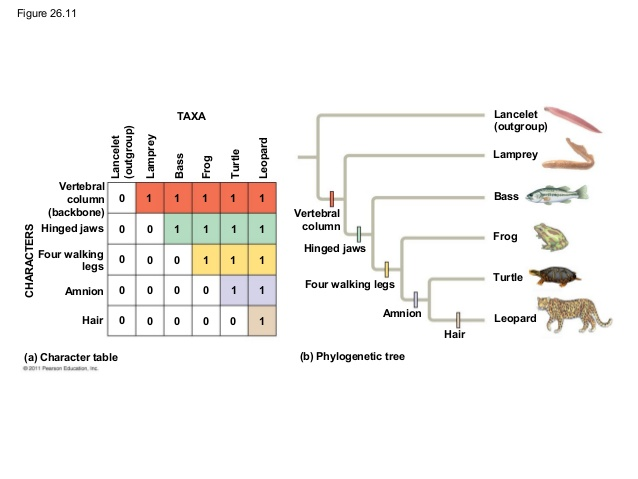 Figure 26.11
TAXA
Lancelet
(outgroup)
Lamprey
Bass
Frog
Turtle
Leopard
CHARACTERS
Vertebral
column
(backbone)
0 1 1 1 1 1
Hinged jaws
0 0 1 1 1 1
Four walking
legs
0 0 0 1 1 1
Amnion
0 0 0 0 1 1
Hair
0 0 0 0 0 1
(a) Character table
© 2011 Pearson Education, Inc.
Lancelet
(outgroup)
Lamprey
Bass
Vertebral
column
Frog
Hinged jaws
Turtle
Four walking legs
Amnion
Leopard
Hair
(b) Phylogenetic tree